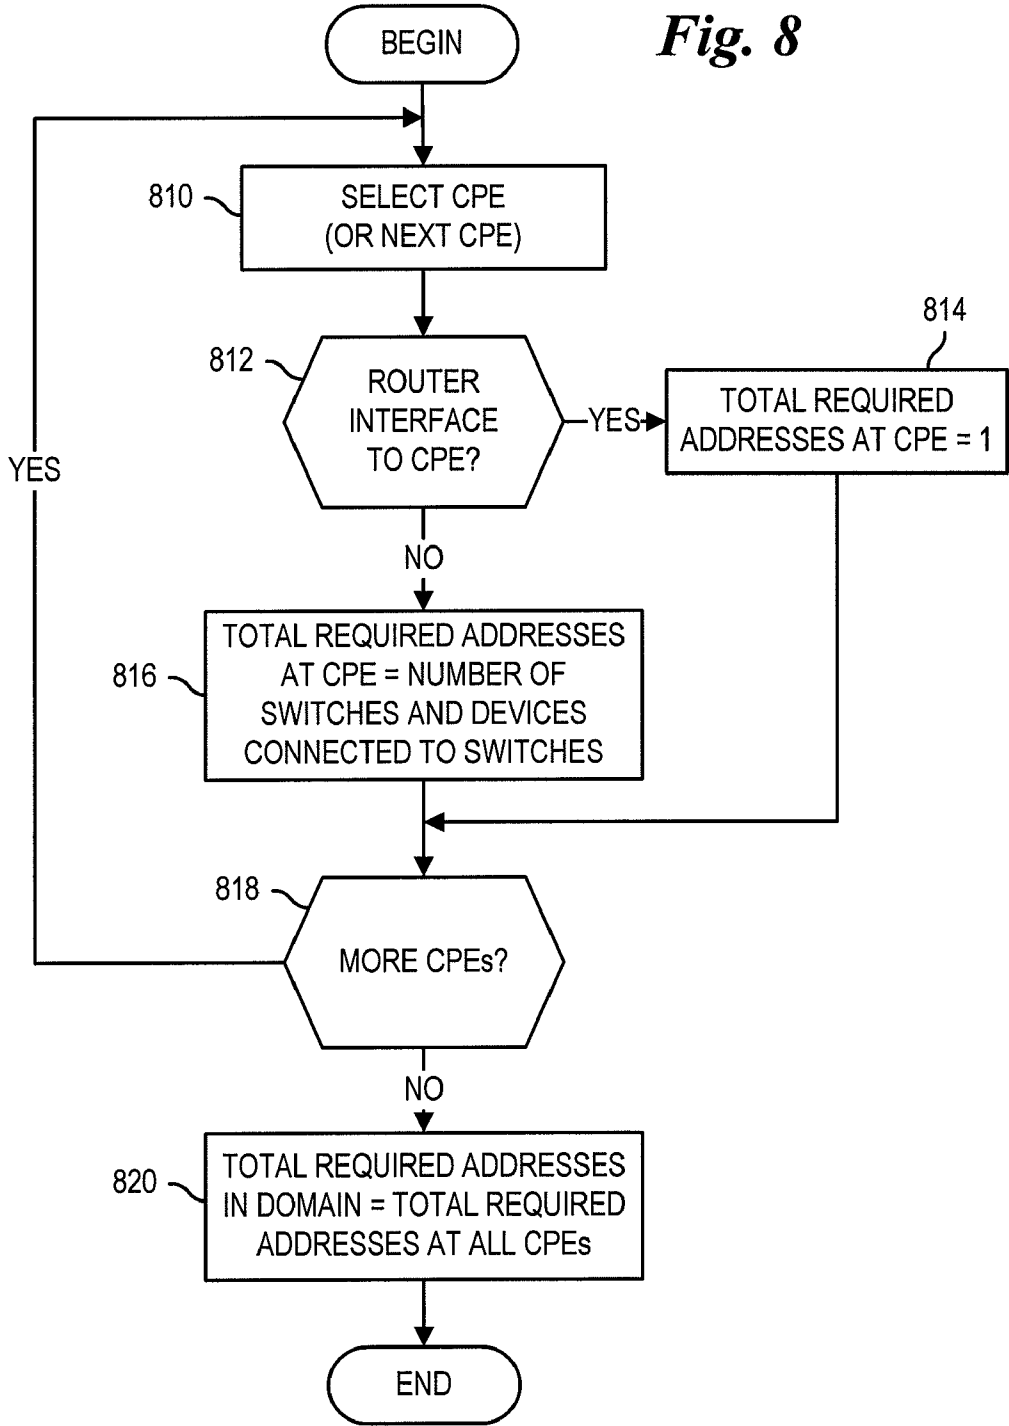 Fig. 8
BEGIN
810
SELECT CPE
(OR NEXT CPE)
812
ROUTER
INTERFACE
TO CPE?
YES
814
TOTAL REQUIRED
ADDRESSES AT CPE = 1
YES
NO
816
TOTAL REQUIRED ADDRESSES
AT CPE = NUMBER OF
SWITCHES AND DEVICES
CONNECTED TO SWITCHES
818
MORE CPEs?
NO
820
TOTAL REQUIRED ADDRESSES
IN DOMAIN = TOTAL REQUIRED
ADDRESSES AT ALL CPEs
END